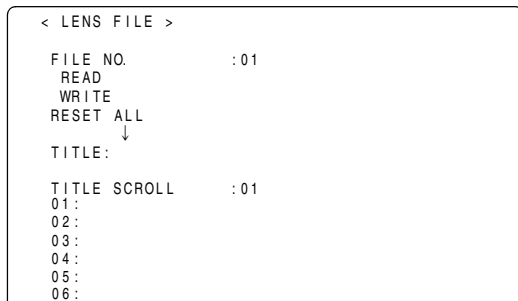 < LENS FILE >
FILE NO. :01
READ
WRITE
RESET ALL
↓
TITLE:
TITLE SCROLL :01
01:
02:
03:
04:
05:
06: